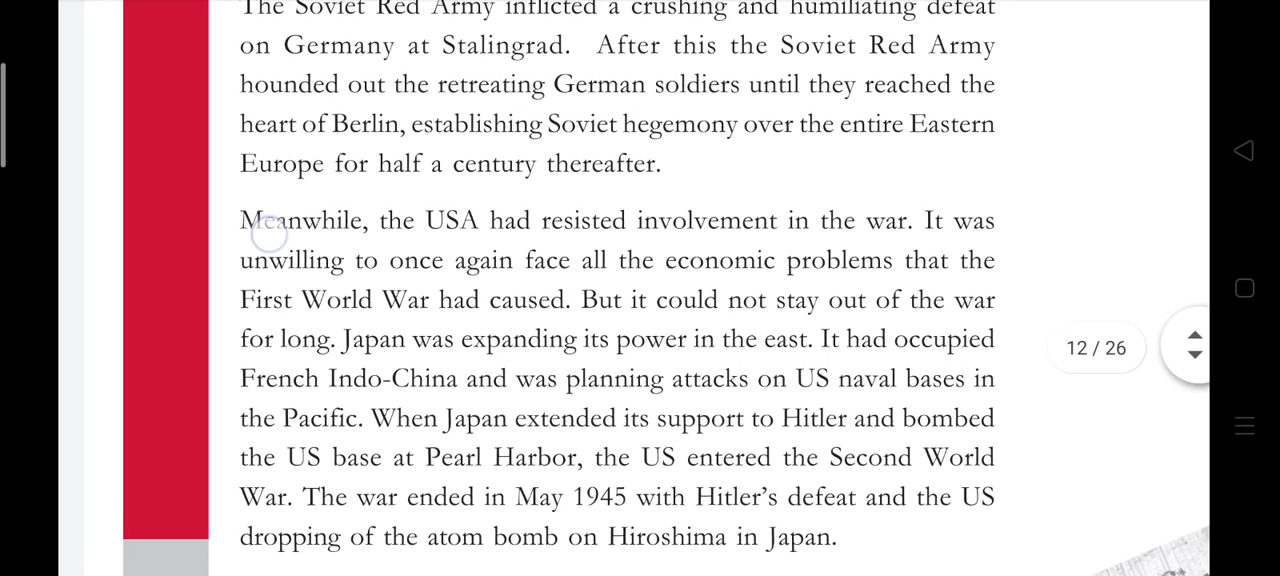 The Soviet Red Army inflicted a crushing and humiliating defeat
on Germany at Stalingrad. After this the Soviet Red Army
hounded out the retreating German soldiers until they reached the
heart of Berlin, establishing Soviet hegemony over the entire Eastern
Europe for half a century thereafter.
Meanwhile, the USA had resisted involvement in the war. It was
unwilling to once again face all the economic problems that the
First World War had caused. But it could not stay out of the war
for long. Japan was expanding its power in the east. It had occupied
French Indo-China and was planning attacks on US naval bases in
the Pacific. When Japan extended its support to Hitler and bombed
the US base at Pearl Harbor, the US entered the Second World
War. The war ended in May 1945 with Hitler's defeat and the US
dropping of the atom bomb on Hiroshima in Japan.
12 / 26